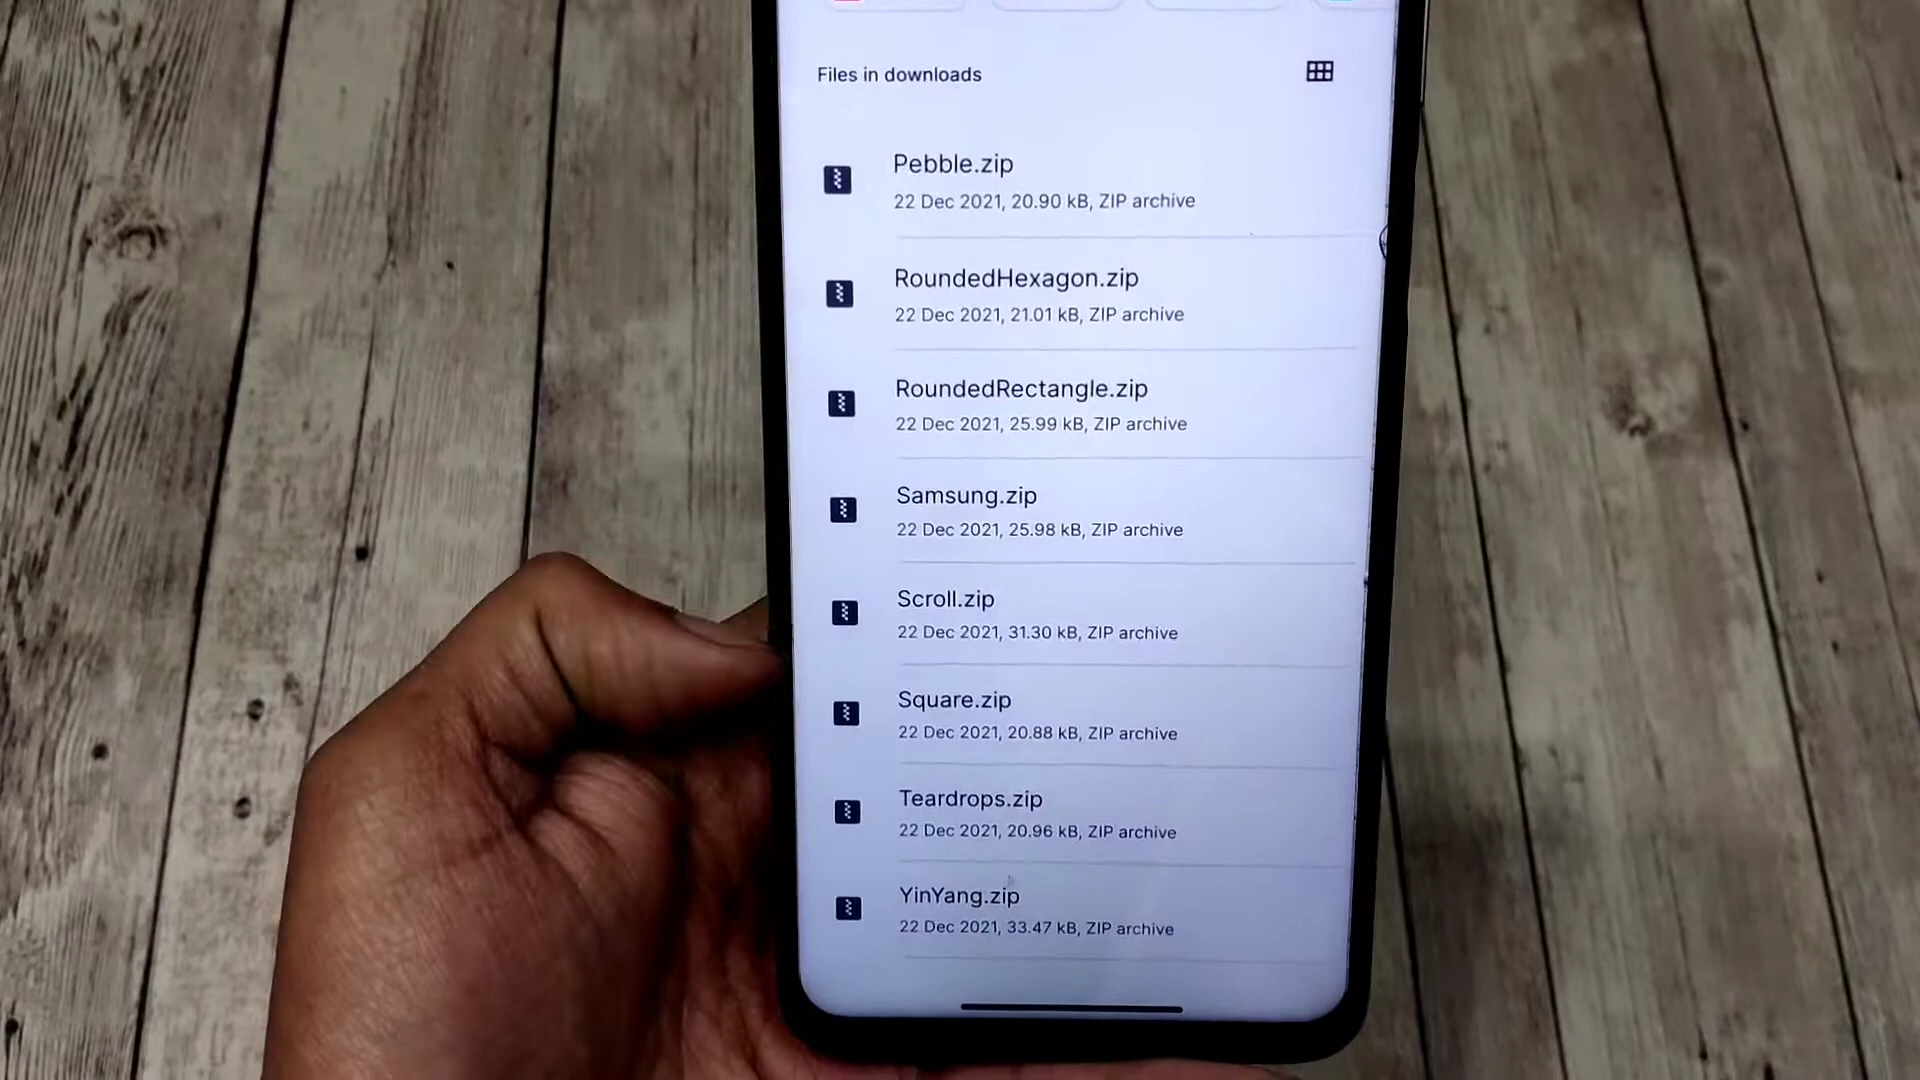 Files in downloads
Pebble.zip
22 Dec 2021, 20.90 kB, ZIP archive
RoundedHexagon.zip
22 Dec 2021, 21.01 kB, ZIP archive
RoundedRectangle.zip
22 Dec 2021, 25.99 kB, ZIP archive
Samsung.zip
22 Dec 2021, 25.98 kB, ZIP archive
Scroll.zip
22 Dec 2021, 31.30 kB, ZIP archive
Square.zip
22 Dec 2021, 20.88 kB, ZIP archive
Teardrops.zip
22 Dec 2021, 20.96 kB, ZIP archive
YinYang.zip
22 Dec 2021, 33.47 kB, ZIP archive